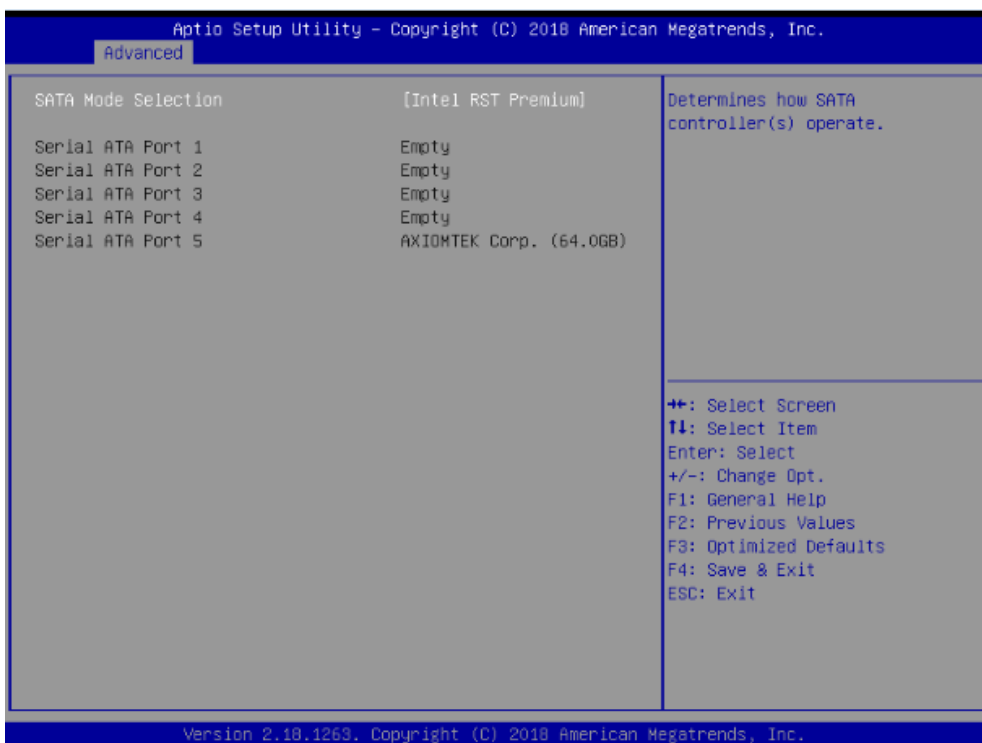 Aptio Setup Utility – Copyright (C) 2018 American Megatrends, Inc.
Advanced
SATA Mode Selection [Intel RST Premium]
Serial ATA Port 1 Empty
Serial ATA Port 2 Empty
Serial ATA Port 3 Empty
Serial ATA Port 4 Empty
Serial ATA Port 5 AXIOMTEK Corp. (64.0GB)
Determines how SATA
controller(s) operate.
→←: Select Screen
↑↓: Select Item
Enter: Select
+/-: Change Opt.
F1: General Help
F2: Previous Values
F3: Optimized Defaults
F4: Save & Exit
ESC: Exit
Version 2.18.1263. Copyright (C) 2018 American Megatrends, Inc.